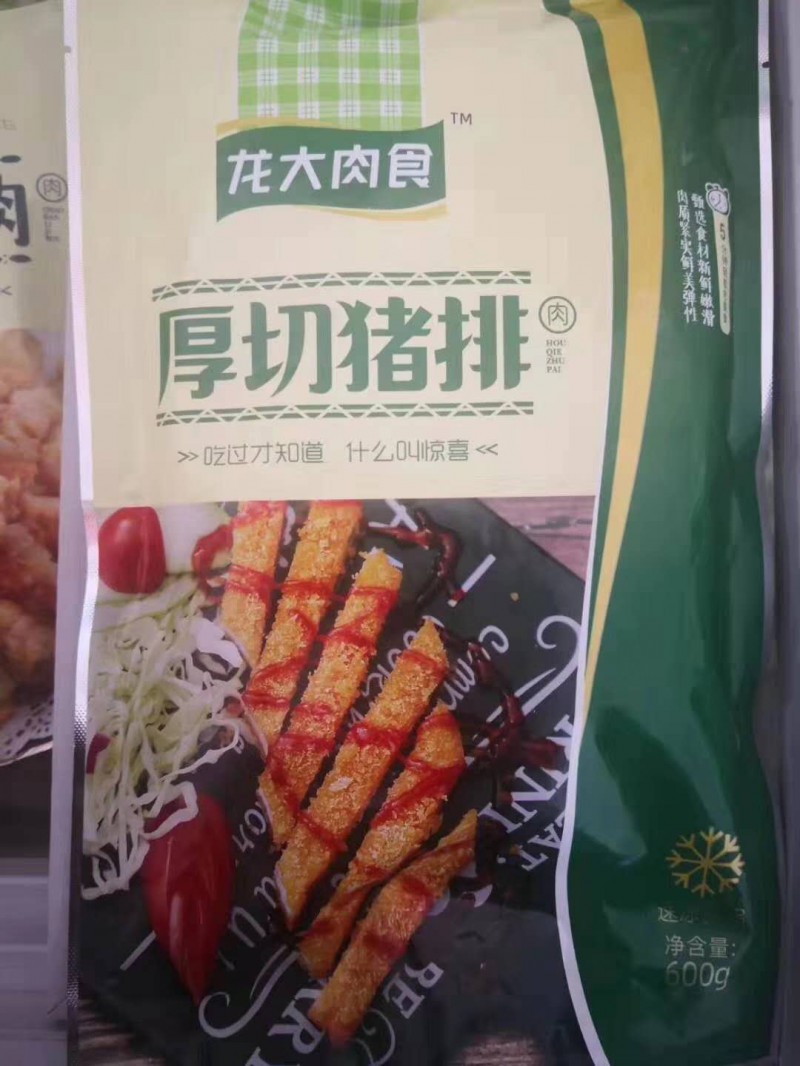 龙大肉食
TM
厚切猪排
肉
HOU
QIE
ZHU
PAI
吃过才知道 什么叫惊喜
甄选食材新鲜嫩滑
肉质紧实鲜美弹性
净含量:
600g
肉